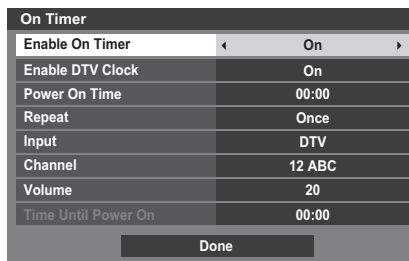 On Timer
Enable On Timer On
Enable DTV Clock On
Power On Time 00:00
Repeat Once
Input DTV
Channel 12 ABC
Volume 20
Time Until Power On 00:00
Done